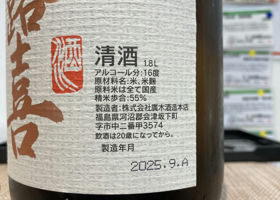 露喜
酒
清酒 1.8L
アルコール分:16度
原材料名:米、米麹
原料米は全て国産
精米歩合:55%
製造者:株式会社廣木酒造本店
福島県河沼郡会津坂下町
字市中二番甲3574
飲酒は20歳になってから。
製造年月
2025.9.A